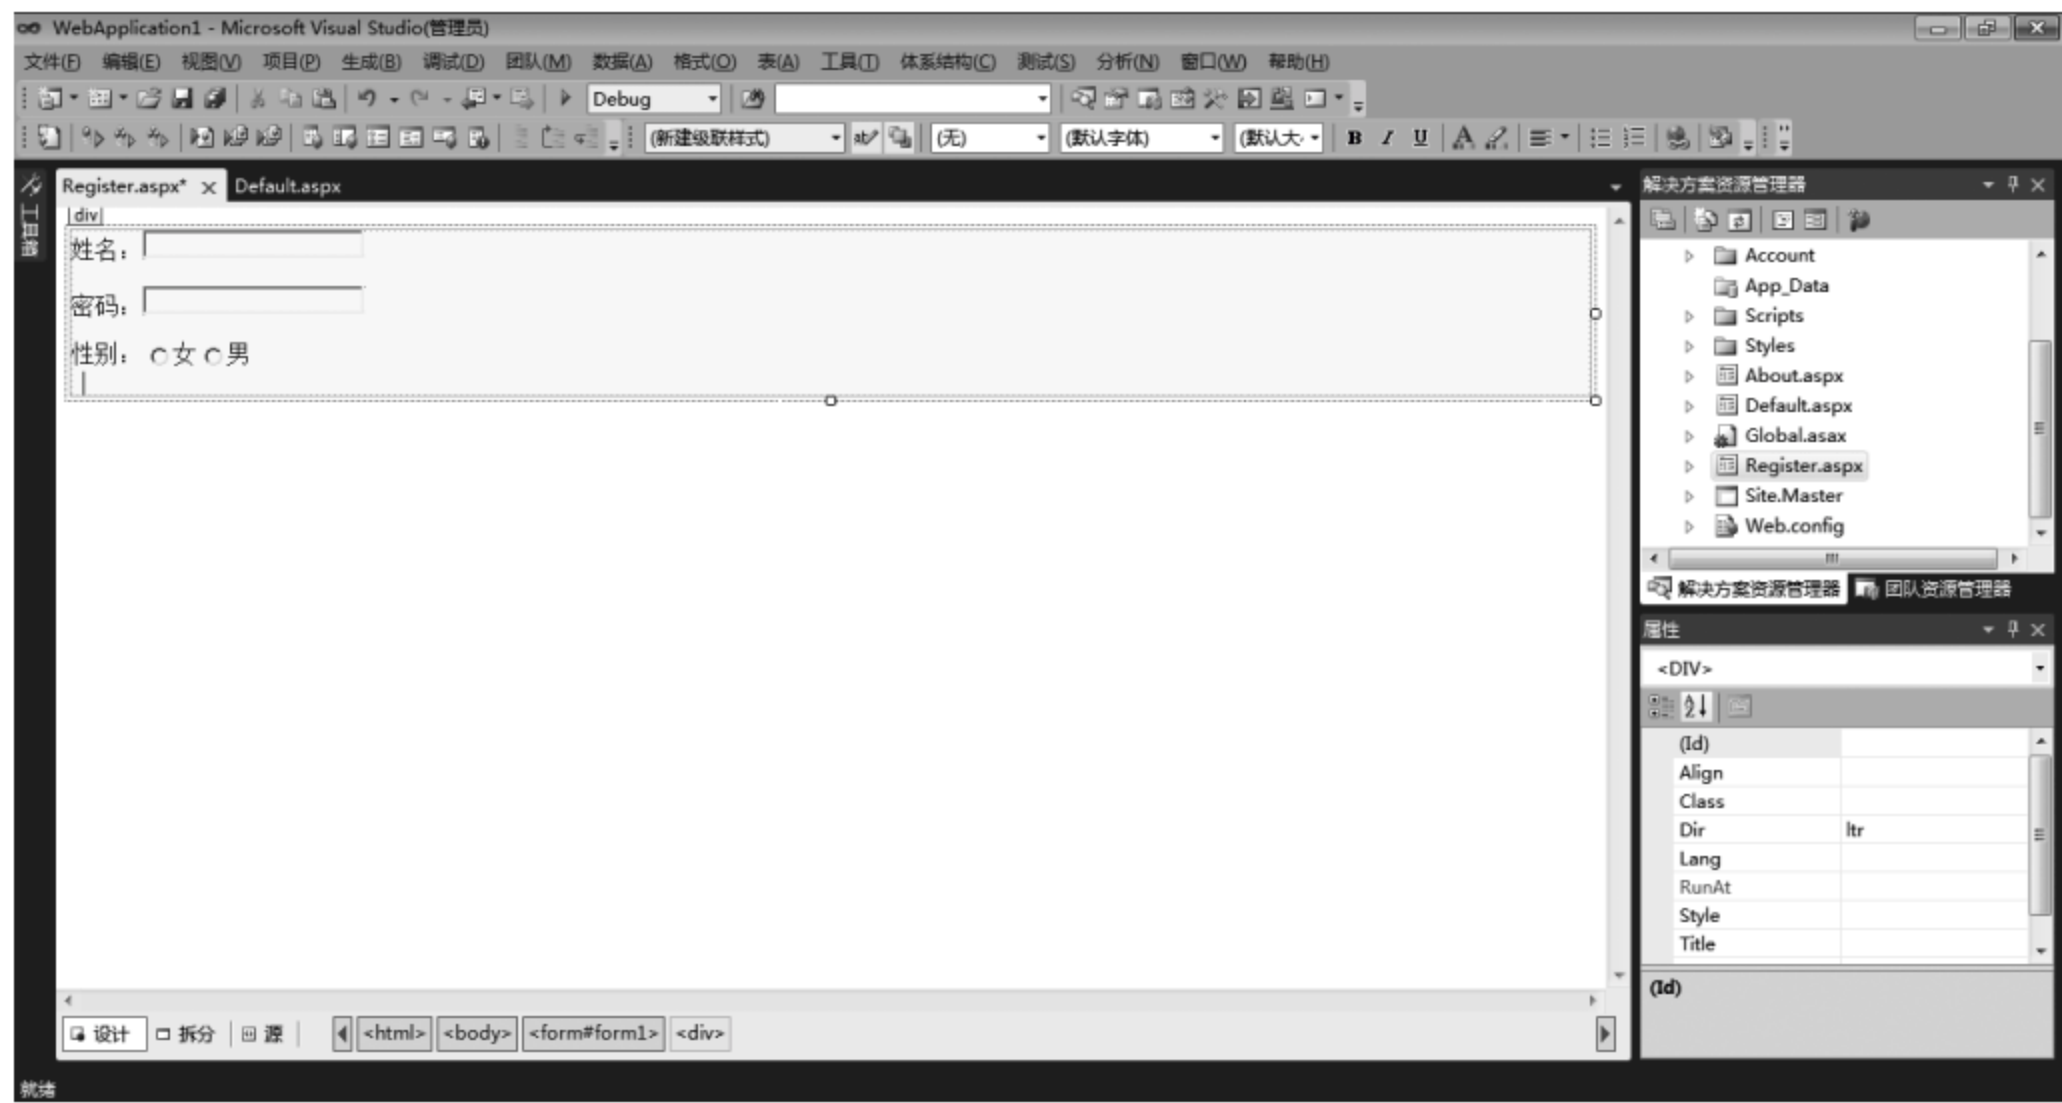 WebApplication1 - Microsoft Visual Studio(管理员)
文件(F) 编辑(E) 视图(V) 项目(P) 生成(B) 调试(D) 团队(M) 数据(A) 格式(O) 表(A) 工具(T) 体系结构(C) 测试(S) 分析(N) 窗口(W) 帮助(H)
Debug
(新建级联样式) (无) (默认字体) (默认大 B I U A
工具箱
Register.aspx* Default.aspx
div
姓名：
密码：
性别： 女 男
设计 拆分 源 <html> <body> <form#form1> <div>
就绪
解决方案资源管理器
Account
App_Data
Scripts
Styles
About.aspx
Default.aspx
Global.asax
Register.aspx
Site.Master
Web.config
解决方案资源管理器 团队资源管理器
属性
<DIV>
(Id)
Align
Class
Dir ltr
Lang
RunAt
Style
Title
(Id)